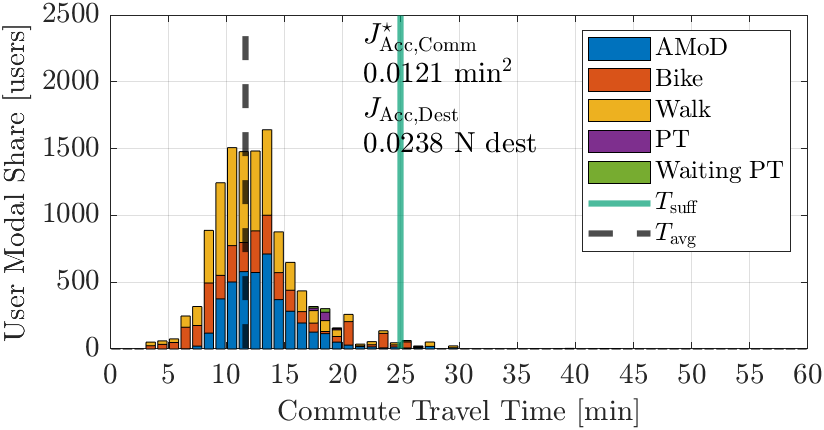 2500
2000
1500
1000
500
0
User Modal Share [users]
J⋆Acc,Comm
0.0121 min²
JAcc,Dest
0.0238 N dest
AMoD
Bike
Walk
PT
Waiting PT
Tsuff
Tavg
0 5 10 15 20 25 30 35 40 45 50 55 60
Commute Travel Time [min]